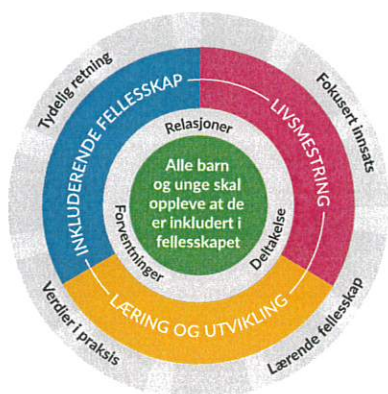 Tydelig retning
Fokusert innsats
INKLUDERENDE FELLESSKAP
LIVSMESTRING
Relasjoner
Alle barn
og unge skal
oppleve at de
er inkludert i
fellesskapet
Forventninger
Deltakelse
LÆRING OG UTVIKLING
Verdier i praksis
Lærende fellesskap